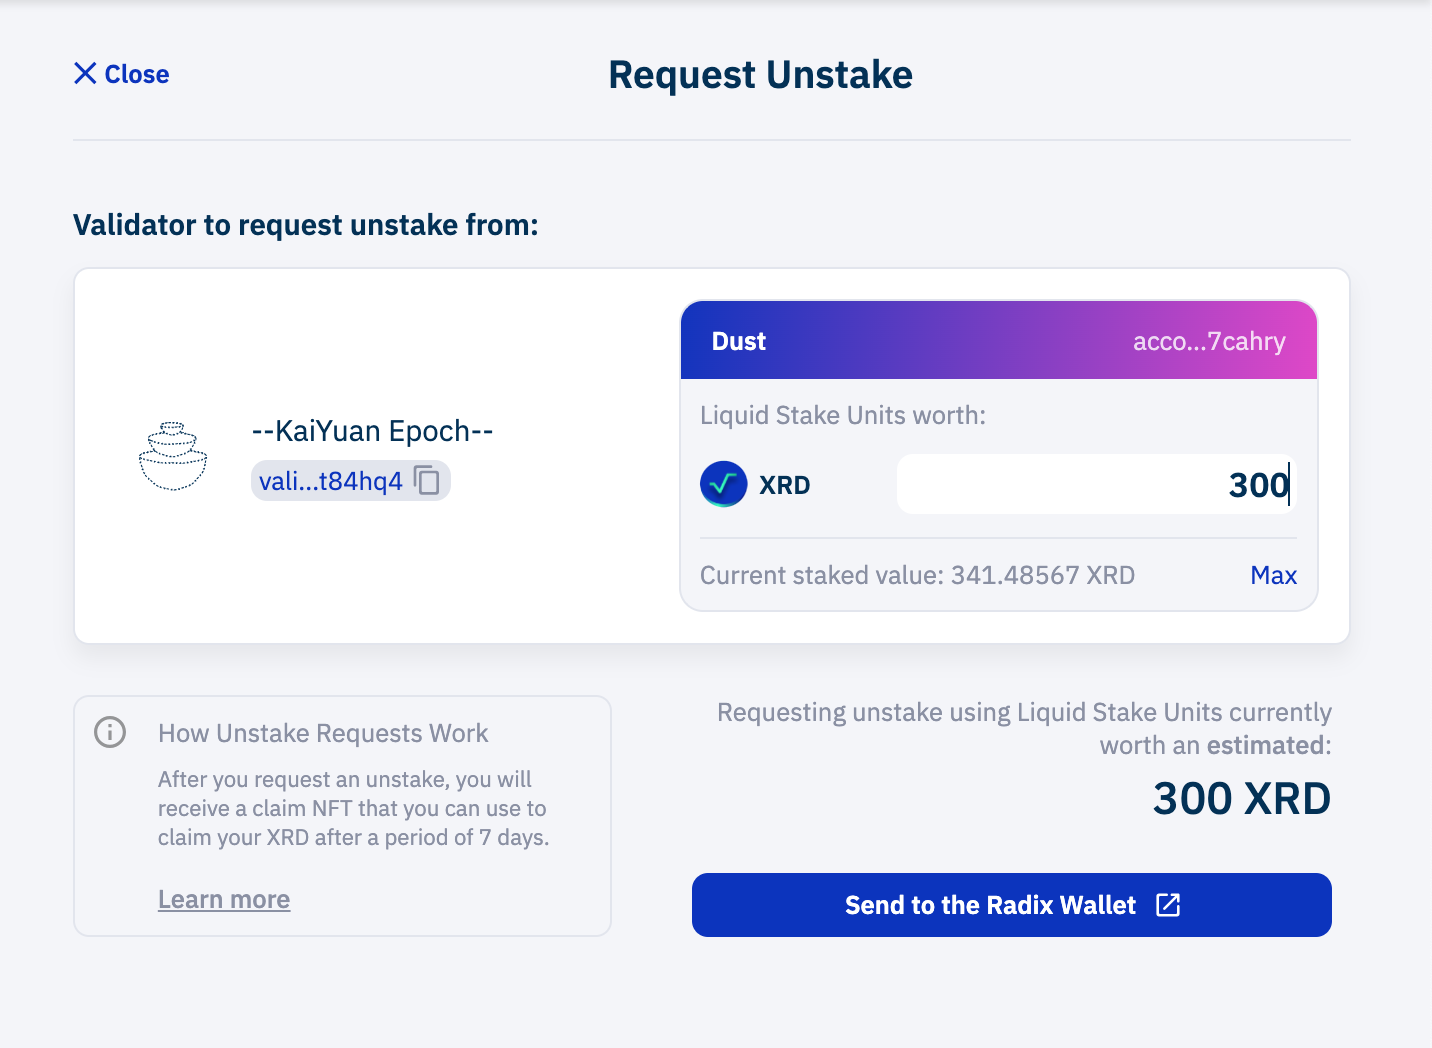 Close
Request Unstake
Validator to request unstake from:
--KaiYuan Epoch--
vali...t84hq4
Dust
acco...7cahry
Liquid Stake Units worth:
XRD
300
Current staked value: 341.48567 XRD
Max
How Unstake Requests Work
After you request an unstake, you will
receive a claim NFT that you can use to
claim your XRD after a period of 7 days.
Learn more
Requesting unstake using Liquid Stake Units currently
worth an estimated:
300 XRD
Send to the Radix Wallet